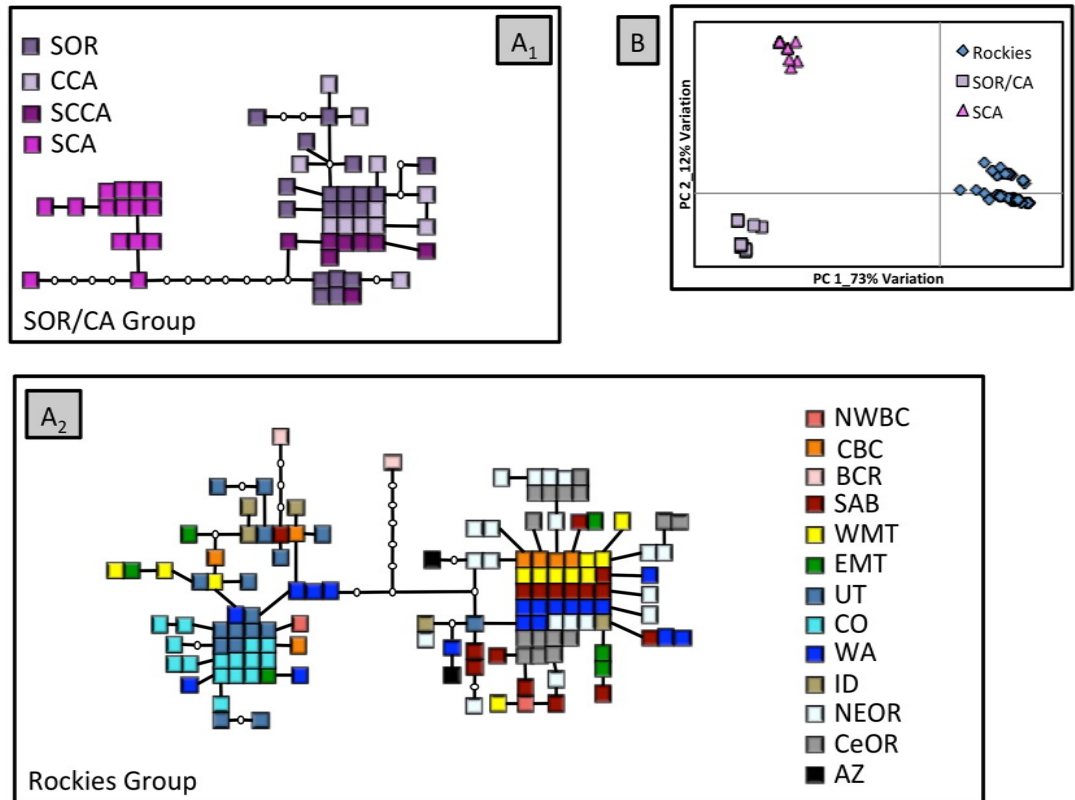 A1
SOR
CCA
SCCA
SCA
SOR/CA Group
B
PC 2_12% Variation
Rockies
SOR/CA
SCA
PC 1_73% Variation
A2
NWBC
CBC
BCR
SAB
WMT
EMT
UT
CO
WA
ID
NEOR
CeOR
AZ
Rockies Group